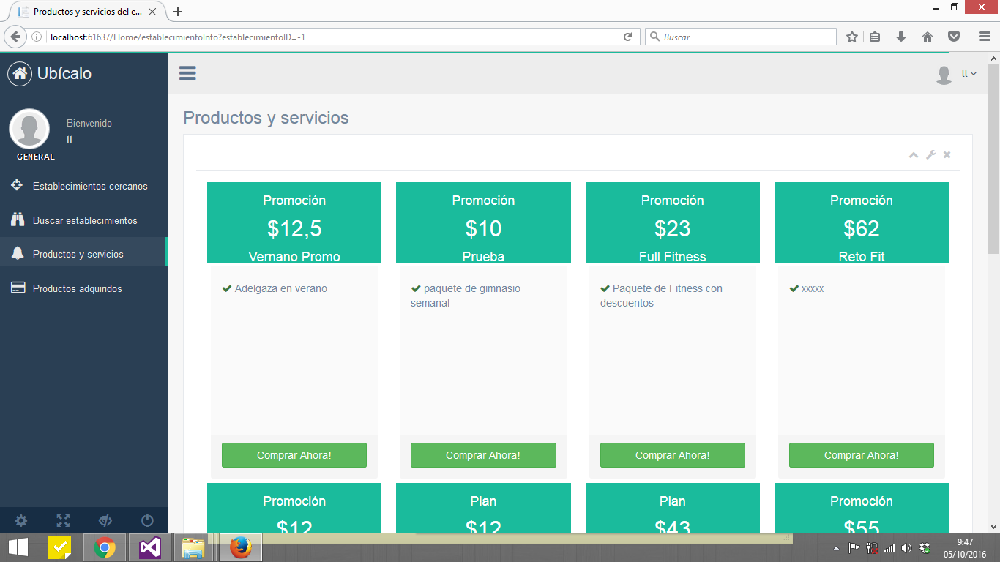 Productos y servicios del e...
localhost:61637/Home/establecimientoInfo?establecimientoID=-1
Buscar
Ubícalo
tt
Bienvenido
tt
GENERAL
Establecimientos cercanos
Buscar establecimientos
Productos y servicios
Productos adquiridos
Productos y servicios
Promoción
$12,5
Vernano Promo
Adelgaza en verano
Comprar Ahora!
Promoción
$10
Prueba
paquete de gimnasio
semanal
Comprar Ahora!
Promoción
$23
Full Fitness
Paquete de Fitness con
descuentos
Comprar Ahora!
Promoción
$62
Reto Fit
xxxxx
Comprar Ahora!
Promoción
$12
Plan
$12
Plan
$43
Promoción
$55
9:47
05/10/2016